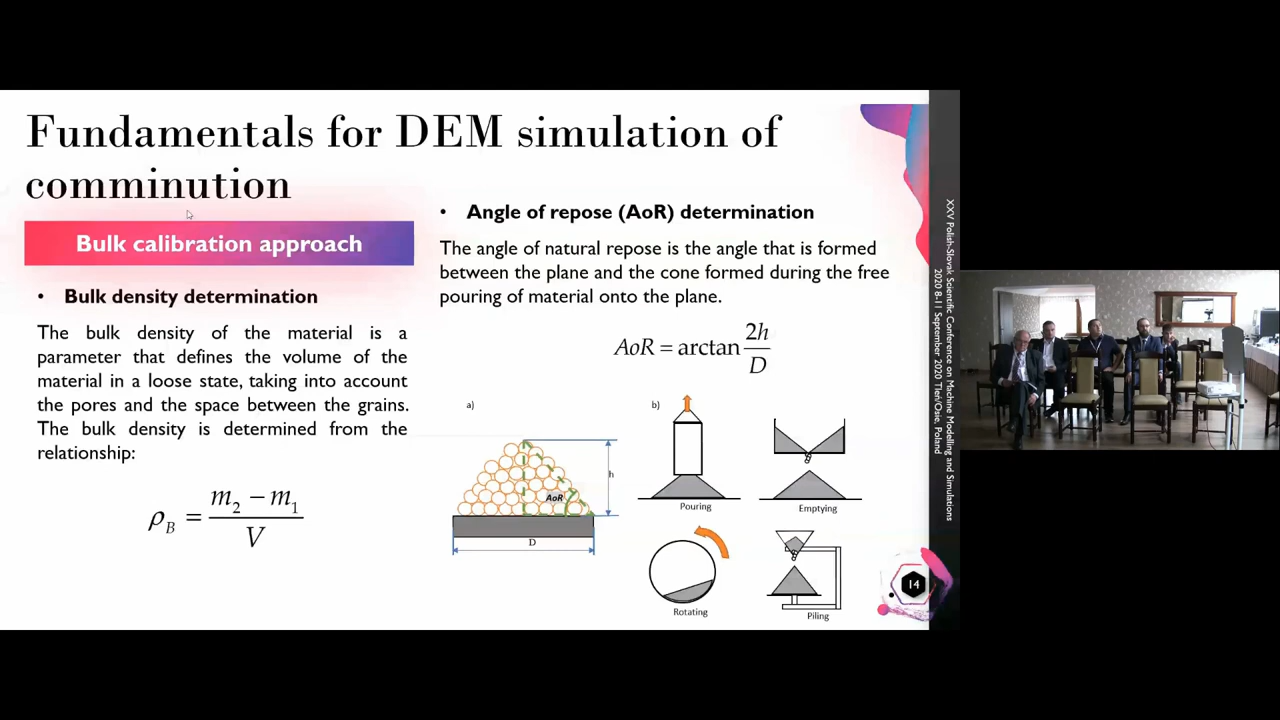 Fundamentals for DEM simulation of
comminution
Bulk calibration approach
• Bulk density determination
The bulk density of the material is a
parameter that defines the volume of the
material in a loose state, taking into account
the pores and the space between the grains.
The bulk density is determined from the
relationship:
ρ_B = (m₂ − m₁) / V
• Angle of repose (AoR) determination
The angle of natural repose is the angle that is formed
between the plane and the cone formed during the free
pouring of material onto the plane.
AoR = arctan 2h / D
a)
h
AoR
D
b)
Pouring
Emptying
Rotating
Piling
14
XXV Polish-Slovak Scientific Conference on Machine Modelling and Simulations
2020 8-11 September 2020 Tleń/Osie, Poland